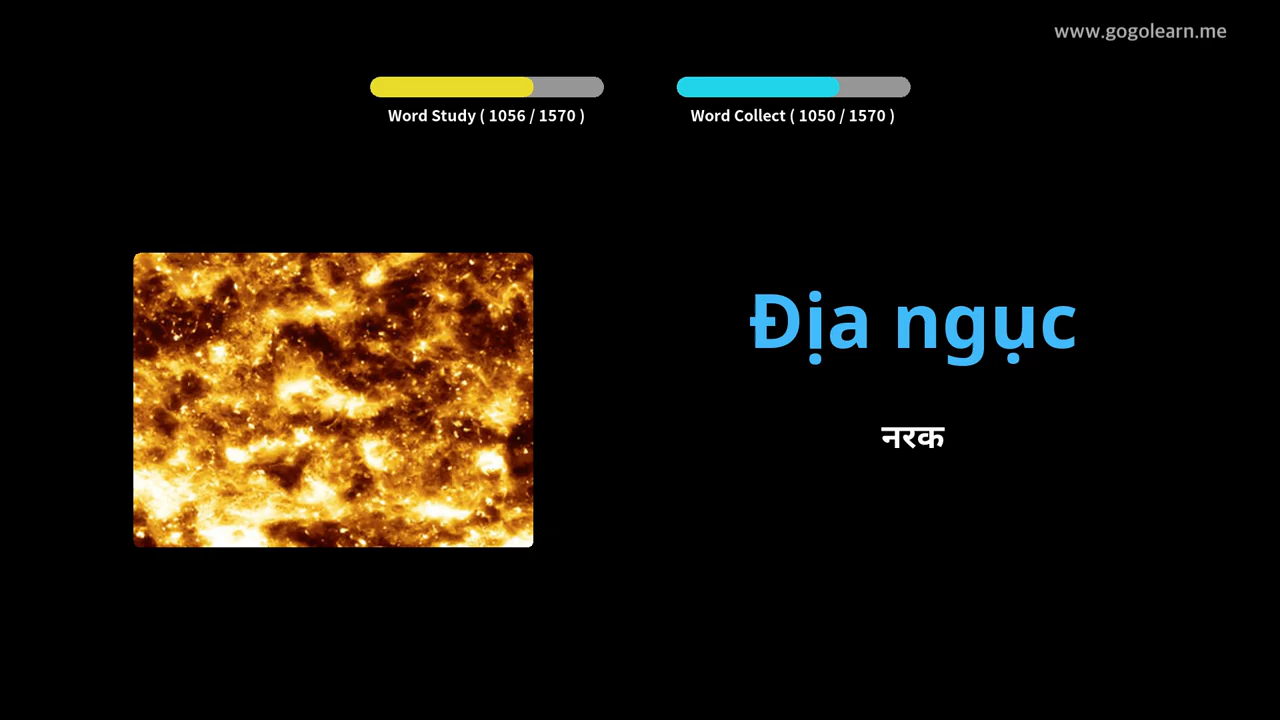 www.gogolearn.me
Word Study ( 1056 / 1570 )
Word Collect ( 1050 / 1570 )
Địa ngục
नरक